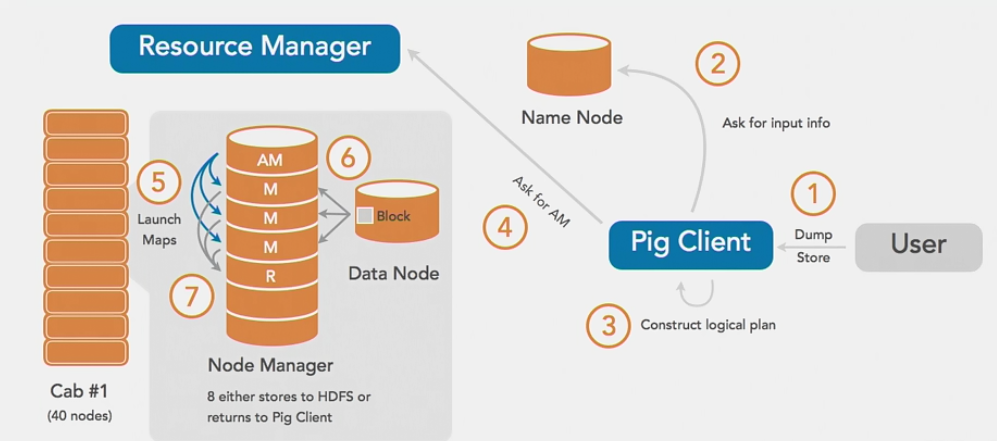 Resource Manager
2
Name Node
Ask for input info
AM
6
5
M
Launch
Maps
M
Block
M
Data Node
R
7
Ask for AM
4
1
Pig Client
Dump
Store
User
3
Construct logical plan
Node Manager
8 either stores to HDFS or
returns to Pig Client
Cab #1
(40 nodes)